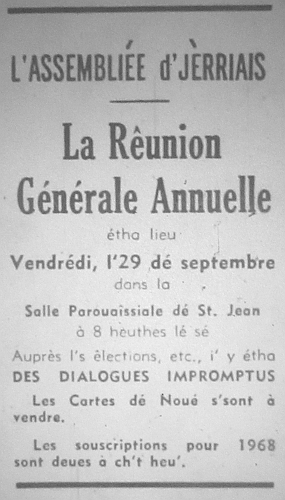 L'ASSEMBLIÉE d'JÈRRIAIS
La Rêunion
Générale Annuelle
étha lieu
Vendrédi, l'29 dé septembre
dans la
Salle Parouaîssiale dé St. Jean
à 8 heuthes lé sé
Auprès l's êlections, etc., i' y étha
DES DIALOGUES IMPROMPTUS
Les Cartes dé Noué s'sont à
vendre.
Les souscriptions pour 1968
sont deues à ch't heu'.